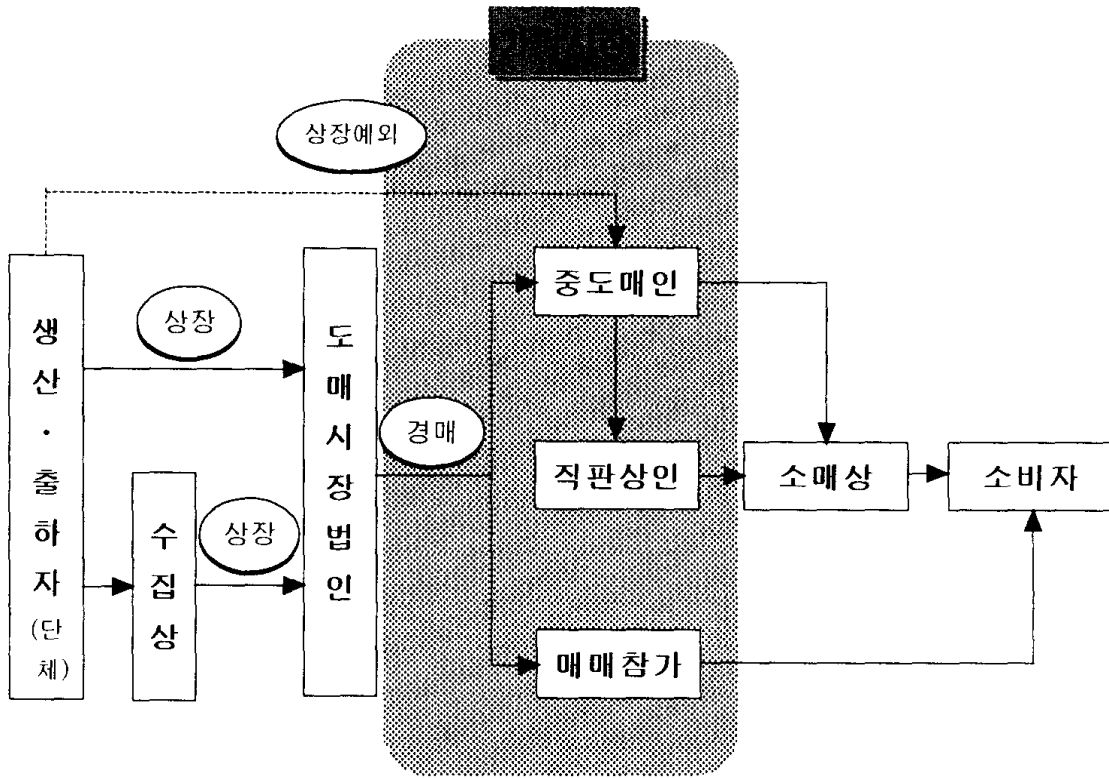 상장예외
생산·출하자(단체)
상장
수집상
상장
도매시장법인
경매
중도매인
직판상인
매매참가
소매상
소비자